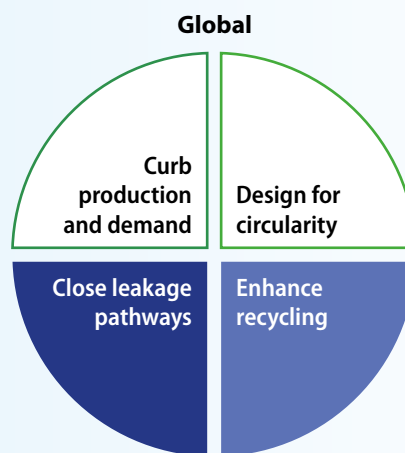 Global
Curb
production
and demand
Design for
circularity
Close leakage
pathways
Enhance
recycling